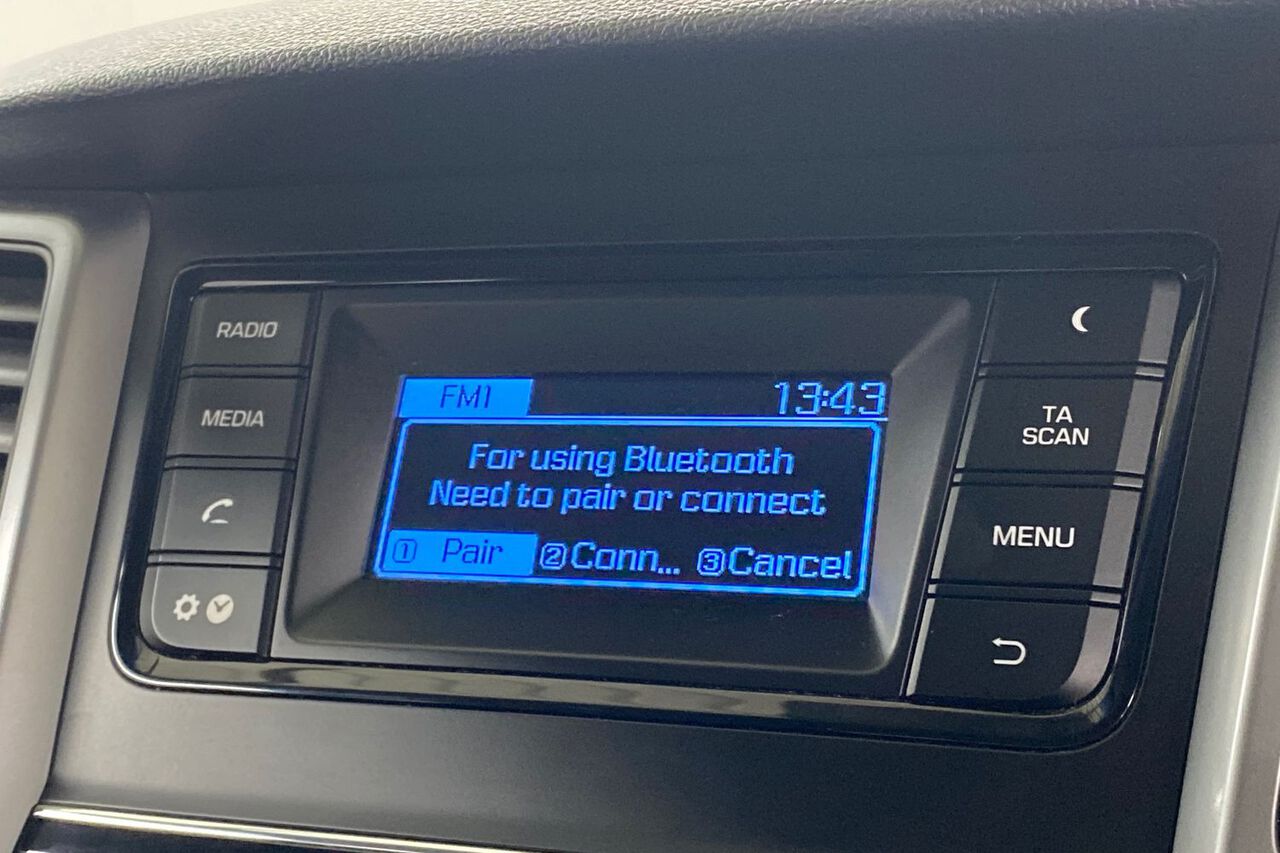 RADIO
MEDIA
FM1 13:43
For using Bluetooth
Need to pair or connect
① Pair ②Conn... ③Cancel
TA
SCAN
MENU